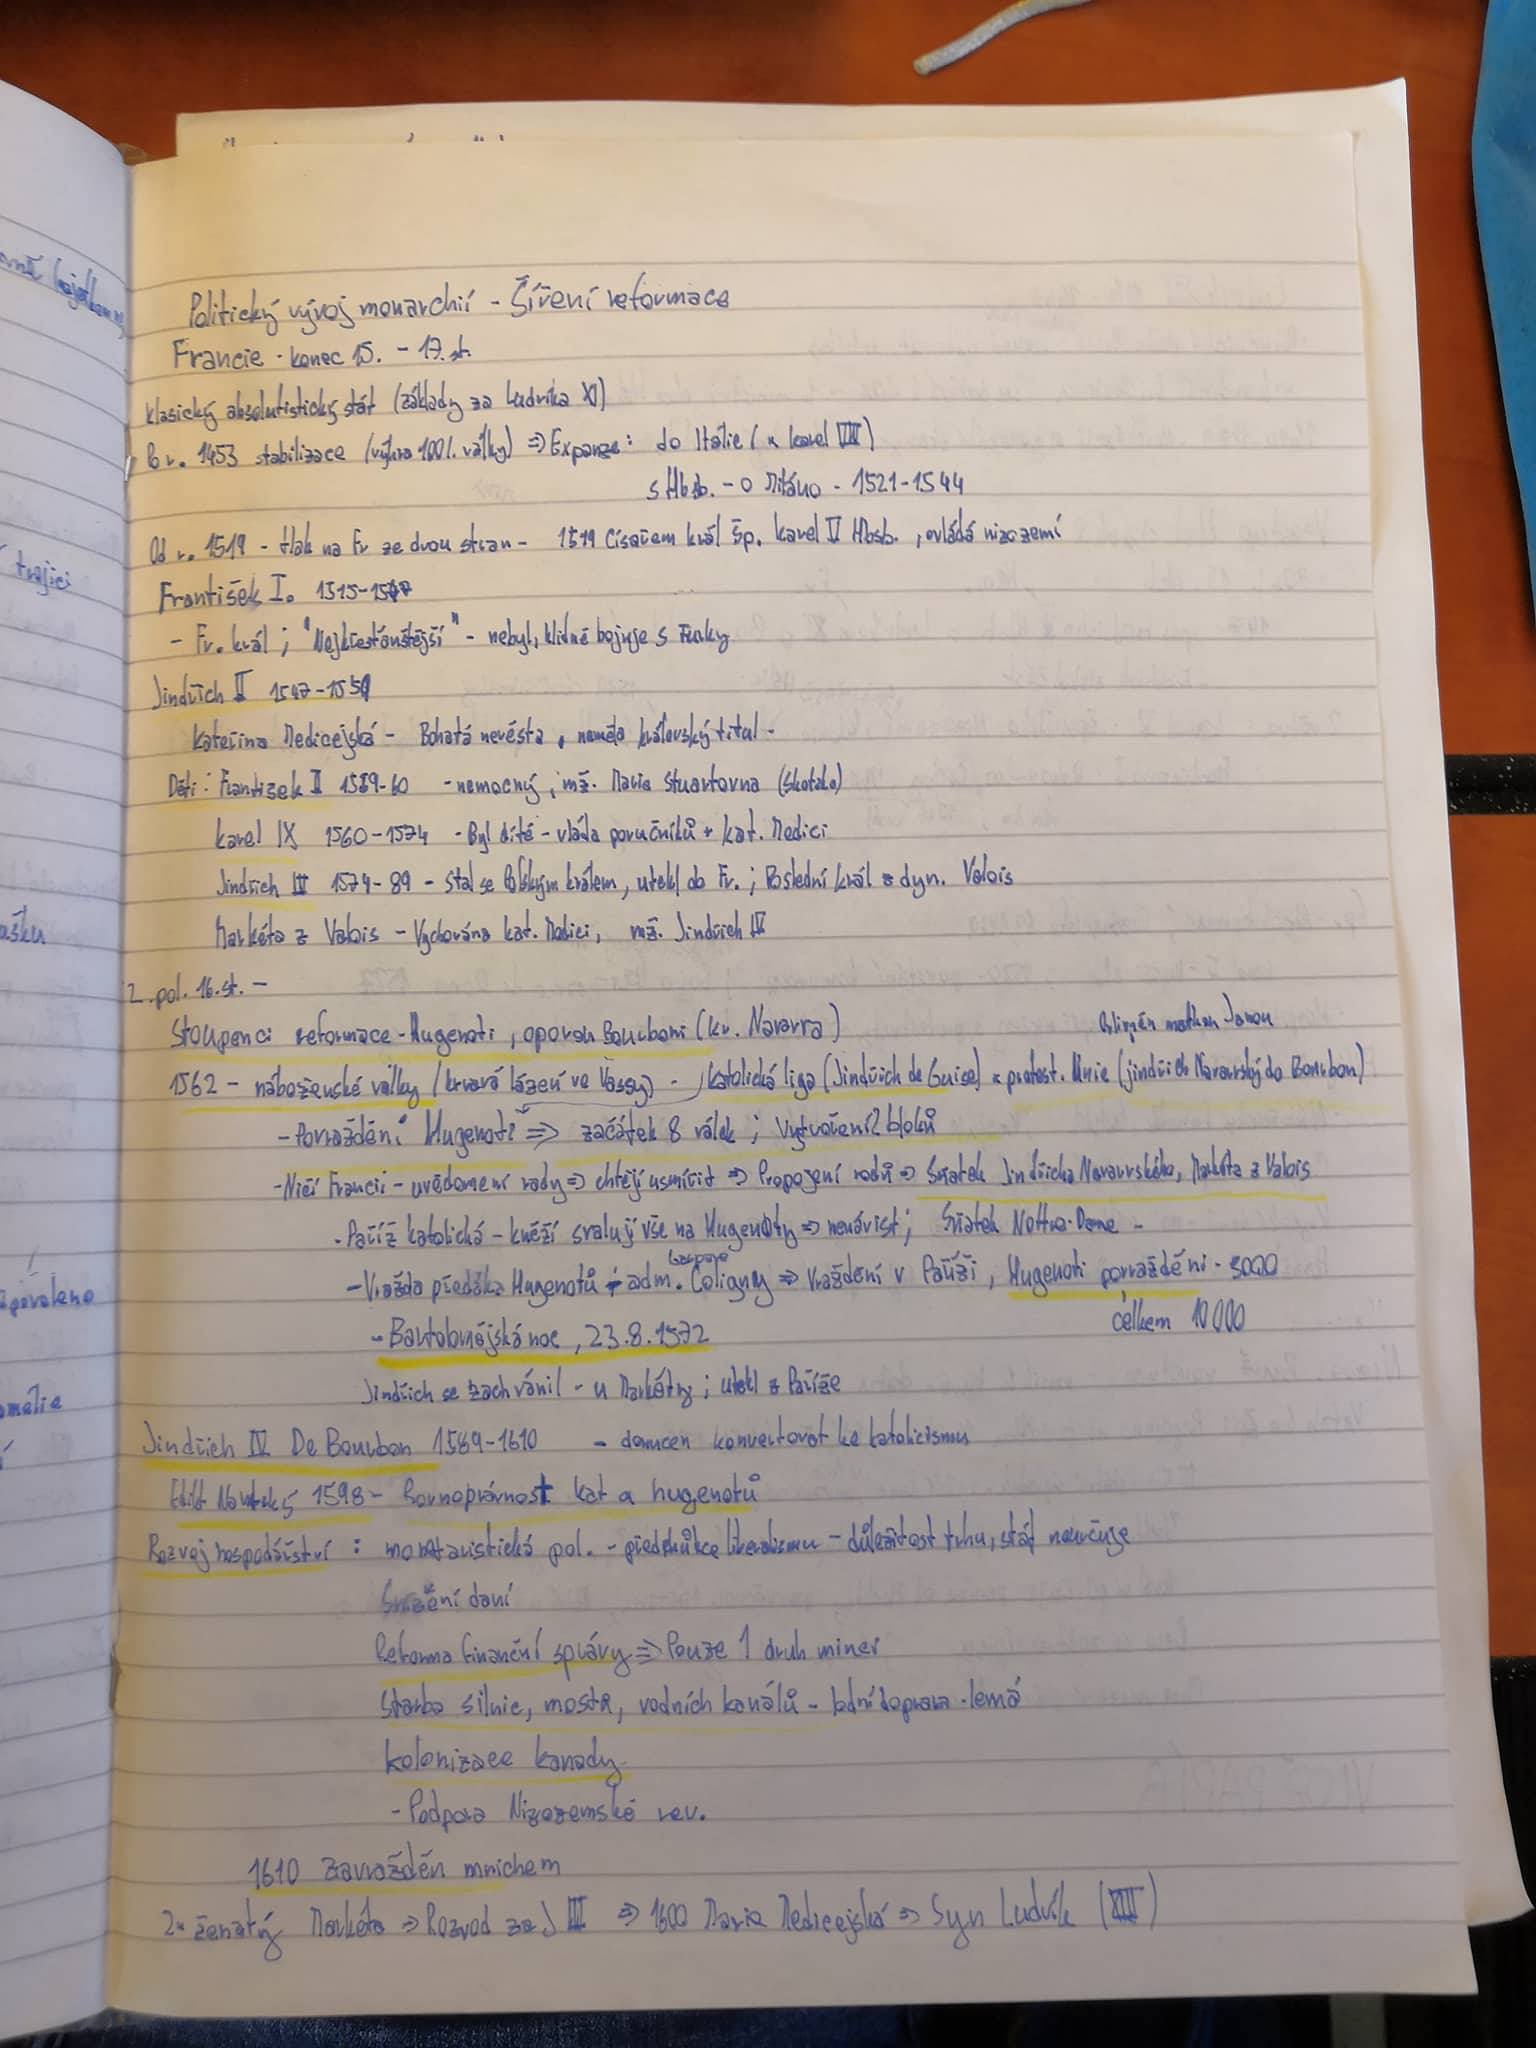 Politický vývoj monarchií - Šíření reformace
Francie - konec 15. - 17. st.
Klasický absolutistický stát (základy za Ludvíka XI)
Po r. 1453 stabilizace (výhra 100l. války) => Expanze: do Itálie ( Karel VIII)
s Hbsb. - o Miláno - 1521-1544
Od r. 1519 - tlak na Fr ze dvou stran - 1519 Císařem král Šp. Karel V Hbsb., ovládá nizozemí
František I. 1515-1547
- Fr. král ; "Nejkřesťanštější" - nebyl, klidně bojuje s Turky
Jindřich II 1547-1559
Kateřina Medicejská - Bohatá nevěsta, neměla královský titul -
Děti: František II 1559-60 - nemocný, mž. Marie Stuartovna (Skotsko)
Karel IX 1560-1574 - Byl dítě - vláda poručníků + Kat. Medici
Jindřich III 1574-89 - Stal se Polským králem, utekl do Fr. ; Poslední král z dyn. Valois
Markéta z Valois - Vychována Kat. Medici, mž. Jindřich IV
2. pol. 16. st. -
Stoupenci reformace - Hugenoti, oporou Bourboni (kr. Navarra)
1562 - náboženské války (krvavá lázeň ve Vassy) - Katolická liga (Jindřich de Guise) x protest. Unie (jindřich Navarrský do Bourbon)
- Povraždění Hugenoti => začátek 8 válek ; Vytvoření 2 bloků
- Ničí Francii - uvědomení rady => chtějí usmířit => Propojení rodů => Sňatek Jindřicha Navarrského, Markéta z Valois
- Paříž katolická - kněží svalují vše na Hugenoty => nenávist ; Sňatek Nottre-Dame -
Gaspare
- Vražda předáka Hugenotů adm. Coligny => Vraždění v Paříži, Hugenoti povražděni - 3000
celkem 10 000
- Bartolomějská noc, 23.8.1572
Jindřich se zachránil - u Markéty ; utekl z Paříže
Jindřich IV De Bourbon 1589-1610 - donucen konvertovat ke katolicismu
Edikt Nantský 1598 - Rovnoprávnost kat a hugenotů
Rozvoj hospodářství : monetaristická pol. - předchůdce liberalismu - důležitost trhu, stát neurčuje
Snížení daní
Reforma finanční správy => Pouze 1 druh
Stavba silnic, mostů, vodních kanálů - lodní doprava - lemá
Kolonizace kanady
- Podpora Nizozemské rev.
1610 zavražděn mnichem
2x ženatý Markéta => Rozvod za J III => 1600 Marie Medicejská => Syn Ludvík (XIII)